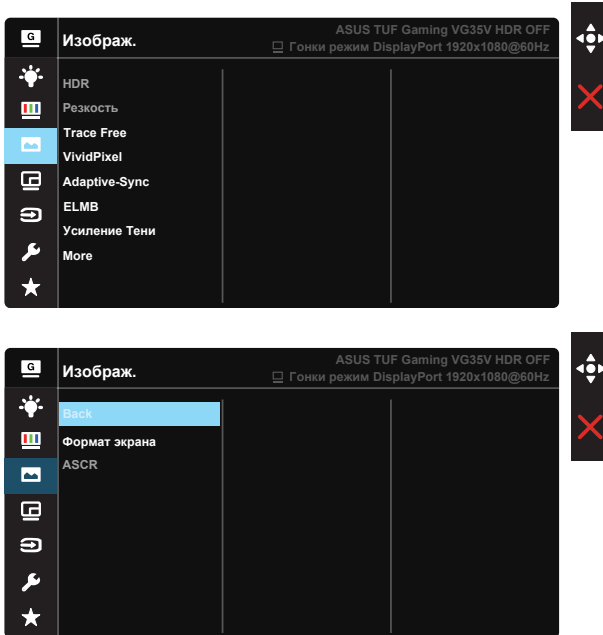 G
Изображ.
ASUS TUF Gaming VG35V HDR OFF
Гонки режим DisplayPort 1920x1080@60Hz
HDR
Резкость
Trace Free
VividPixel
Adaptive-Sync
ELMB
Усиление Тени
More
G
Изображ.
ASUS TUF Gaming VG35V HDR OFF
Гонки режим DisplayPort 1920x1080@60Hz
Back
Формат экрана
ASCR